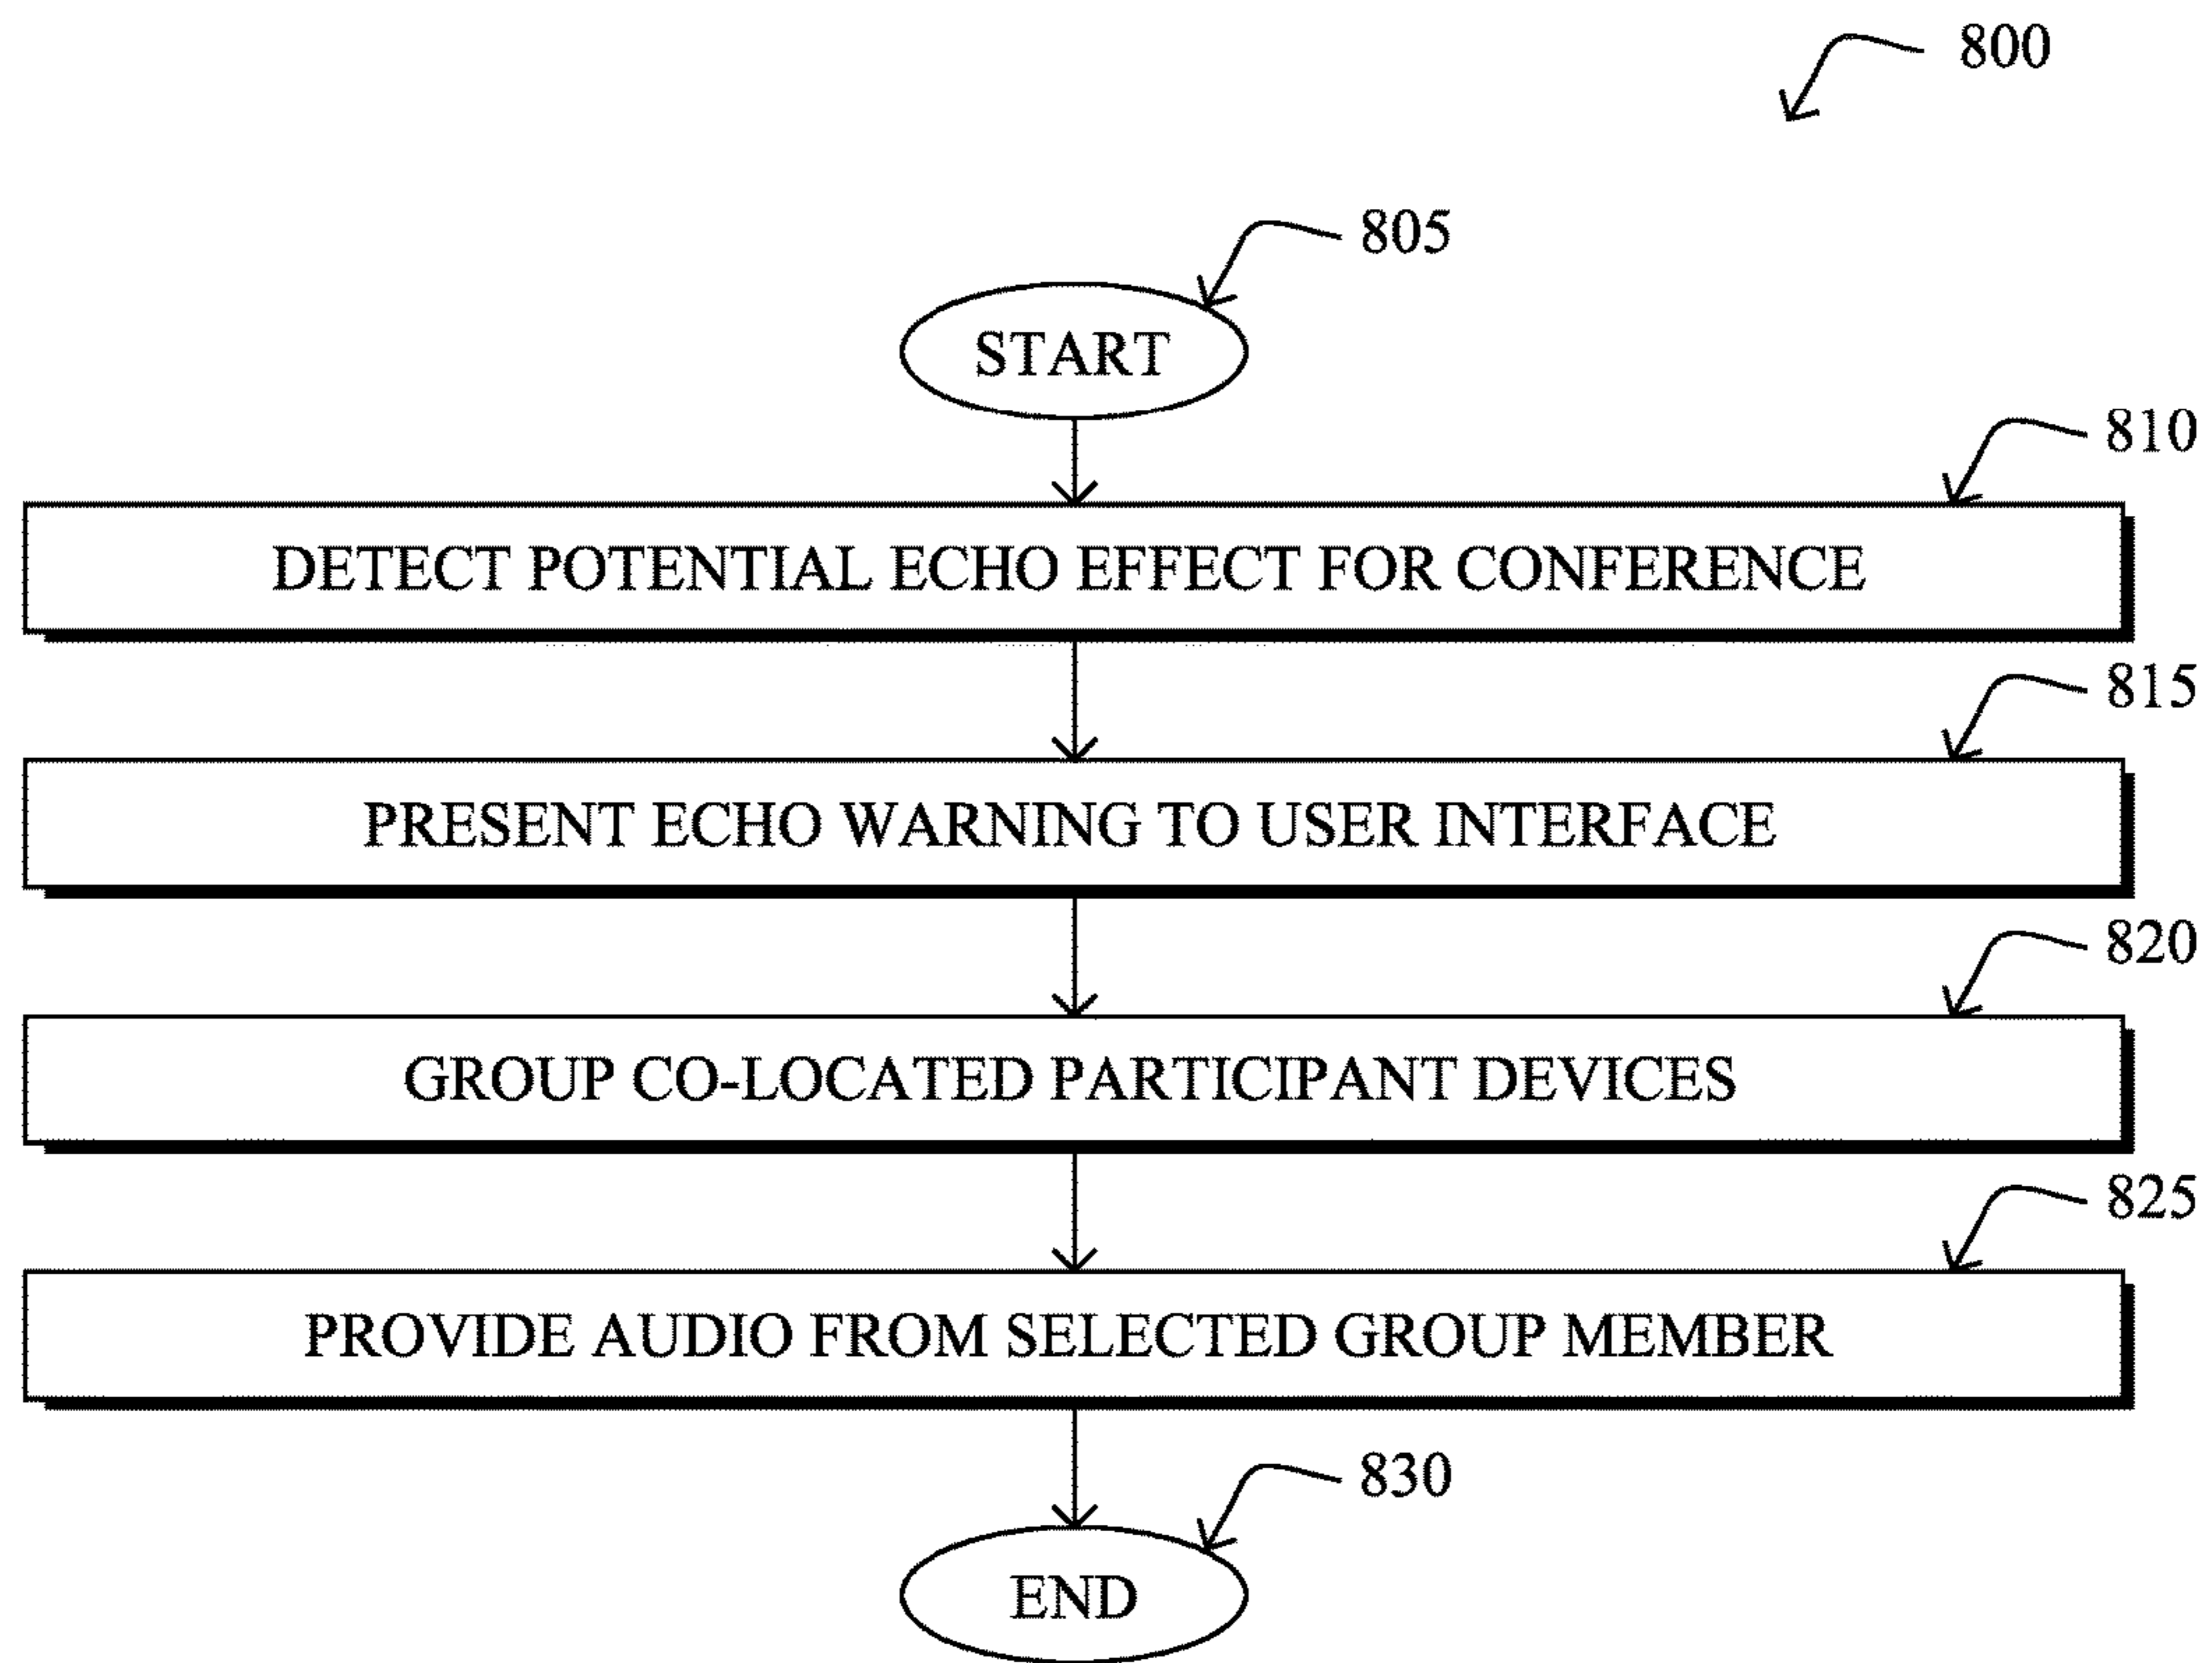 800
805
START
810
DETECT POTENTIAL ECHO EFFECT FOR CONFERENCE
815
PRESENT ECHO WARNING TO USER INTERFACE
820
GROUP CO-LOCATED PARTICIPANT DEVICES
825
PROVIDE AUDIO FROM SELECTED GROUP MEMBER
830
END